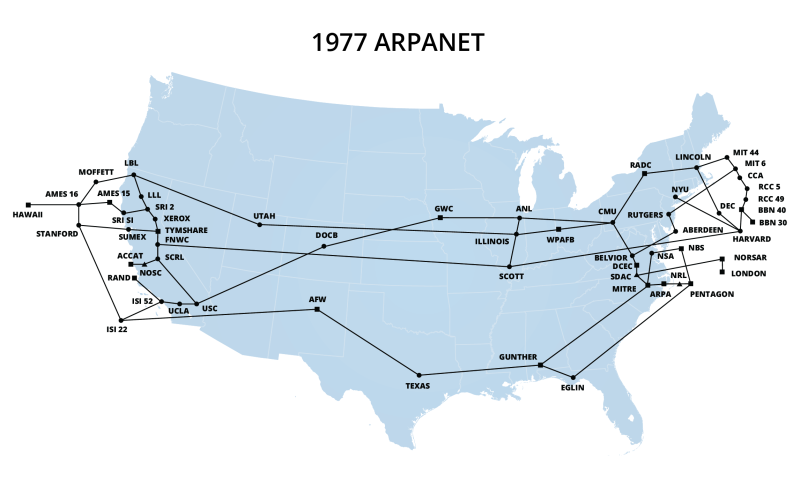 1977 ARPANET
LBL
MOFFETT
AMES 16
AMES 15
LLL
HAWAII
SRI 2
SRI SI
XEROX
STANFORD
SUMEX
TYMSHARE
FNWC
ACCAT
SCRL
NOSC
RAND
ISI 52
UCLA
USC
ISI 22
UTAH
DOCB
GWC
ANL
AFW
ILLINOIS
WPAFB
SCOTT
TEXAS
GUNTHER
EGLIN
CMU
RADC
LINCOLN
MIT 44
MIT 6
CCA
RCC 5
RCC 49
BBN 40
BBN 30
NYU
DEC
RUTGERS
ABERDEEN
HARVARD
BELVIOR
NBS
NSA
DCEC
SDAC
NORSAR
LONDON
NRL
MITRE
ARPA
PENTAGON